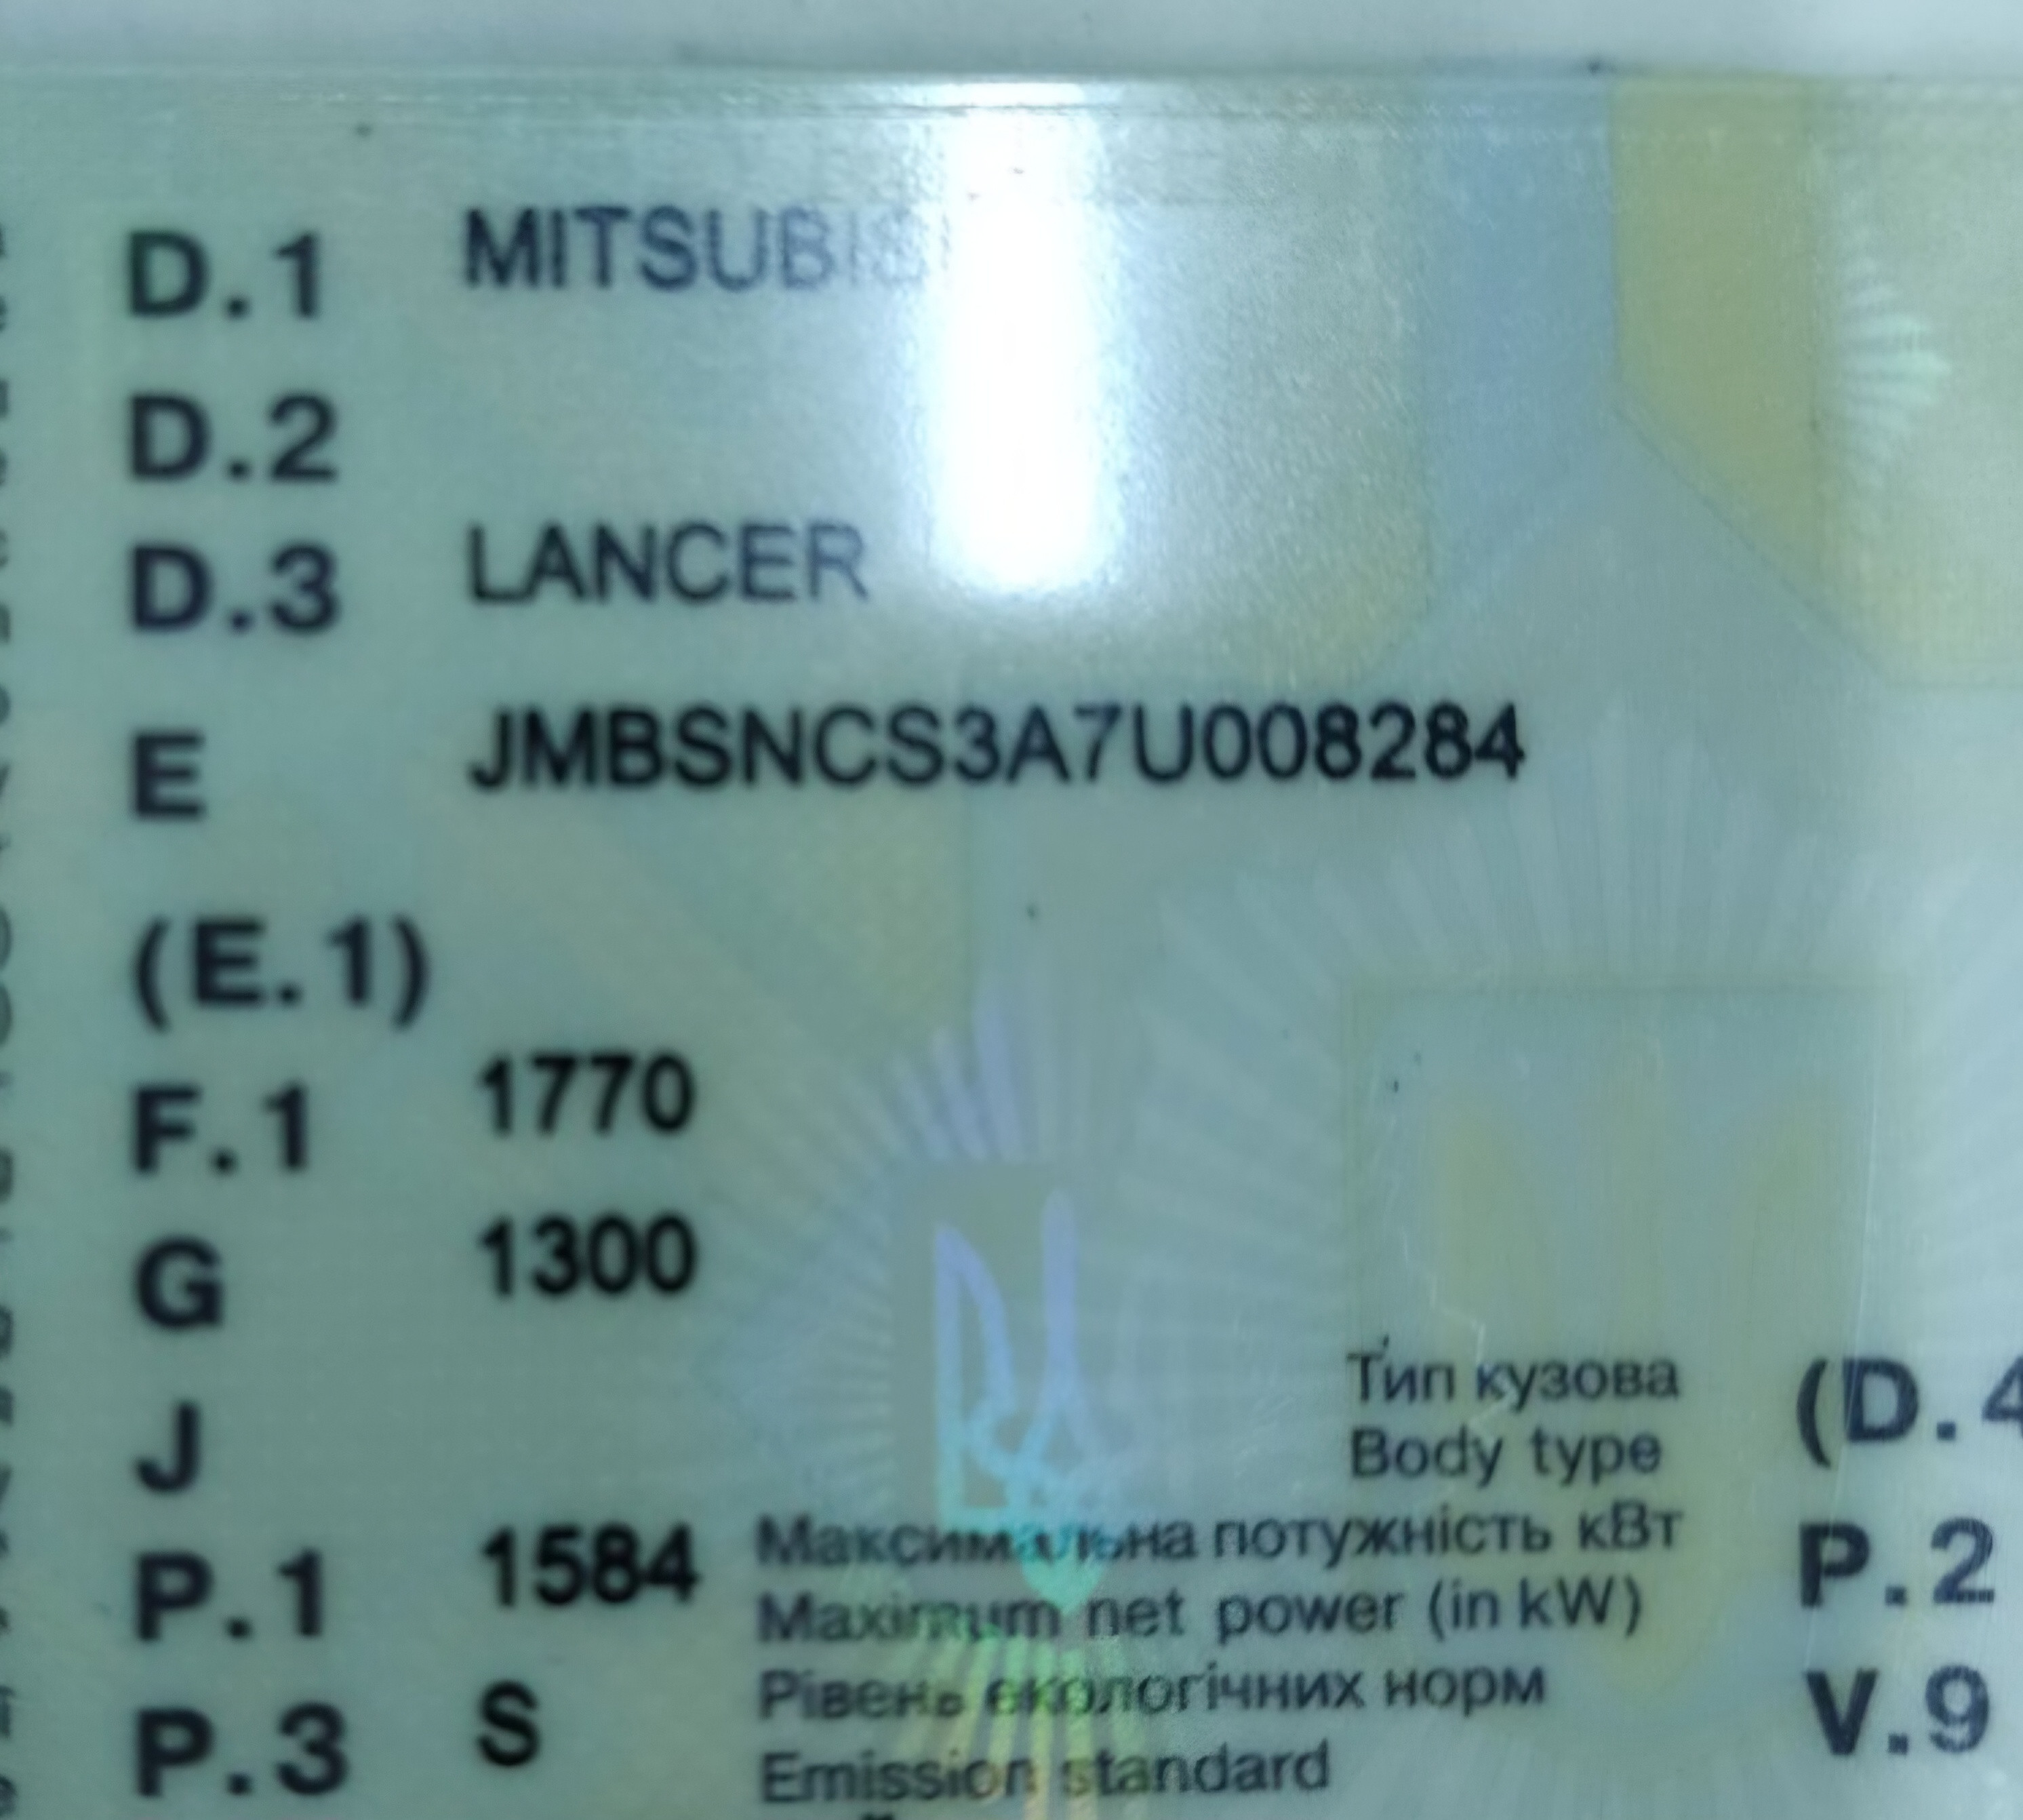 D.1 MITSUBIS
D.2
D.3 LANCER
E JMBSNCS3A7U008284
(E.1)
F.1 1770
G 1300
J
Тип кузова (D.4
Body type
P.1 1584 Максимальна потужність кВт P.2
Maximum net power (in kW)
P.3 S Рівень екологічних норм V.9
Emission standard